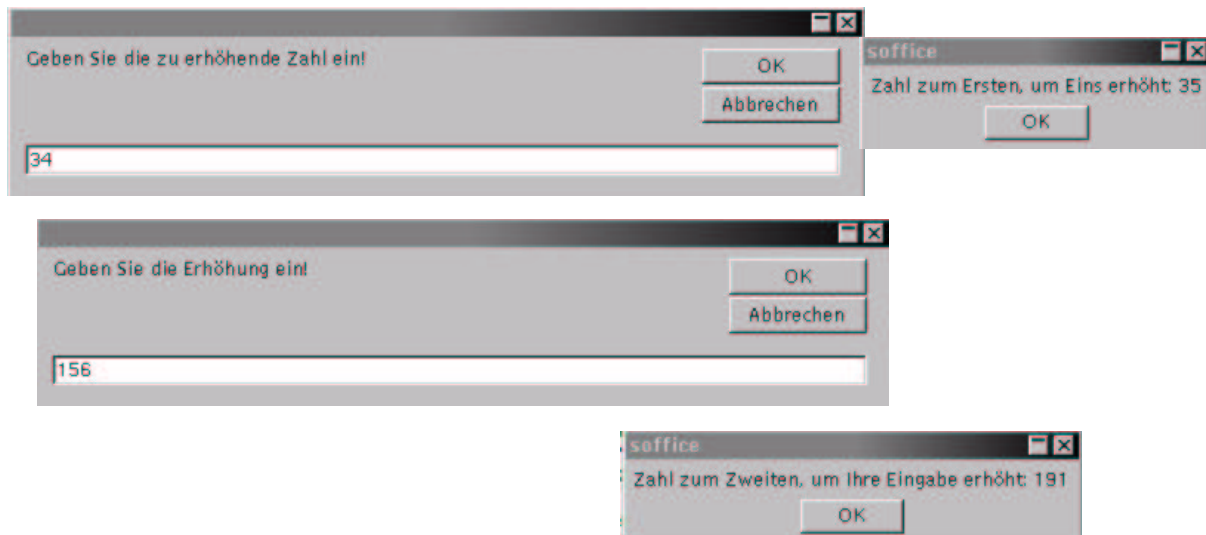 Geben Sie die zu erhöhende Zahl ein!
OK
Abbrechen
34
soffice
Zahl zum Ersten, um Eins erhöht: 35
OK
Geben Sie die Erhöhung ein!
OK
Abbrechen
156
soffice
Zahl zum Zweiten, um Ihre Eingabe erhöht: 191
OK